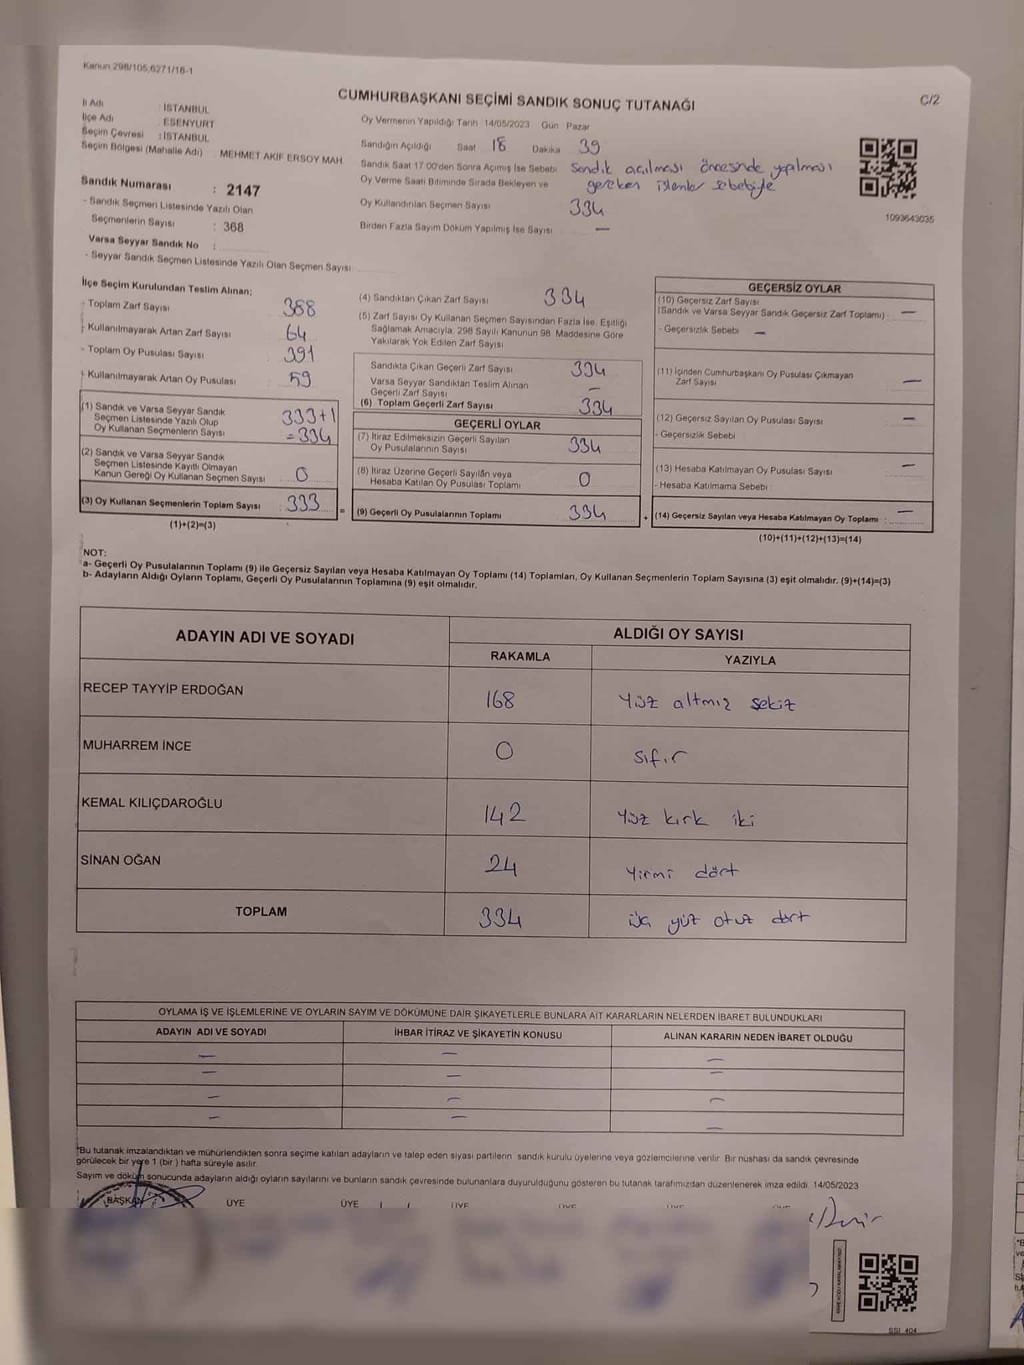 Kanun 298/105,6271/18-1
C/2
CUMHURBAŞKANI SEÇİMİ SANDIK SONUÇ TUTANAĞI
İl Adı : İSTANBUL
İlçe Adı : ESENYURT
Seçim Çevresi : İSTANBUL
Seçim Bölgesi (Mahalle Adı) : MEHMET AKİF ERSOY MAH
Sandık Numarası : 2147
- Sandık Seçmen Listesinde Yazılı Olan
Seçmenlerin Sayısı : 368
Varsa Seyyar Sandık No :
- Seyyar Sandık Seçmen Listesinde Yazılı Olan Seçmen Sayısı:
Oy Vermenin Yapıldığı Tarih 14/05/2023 Gün Pazar
Sandığın Açıldığı Saat 18 Dakika 39
Sandık Saat 17:00'den Sonra Açımış İse Sebebi Sandık açılması öncesinde yapılması
Oy Verme Saati Bitiminde Sırada Bekleyen ve gereken işlemler sebebiyle
Oy Kullandırılan Seçmen Sayısı 334
Birden Fazla Sayım Döküm Yapılmış İse Sayısı —
1093643035
İlçe Seçim Kurulundan Teslim Alınan;
- Toplam Zarf Sayısı 388
- Kullanılmayarak Artan Zarf Sayısı 64
- Toplam Oy Pusulası Sayısı 391
- Kullanılmayarak Artan Oy Pusulası 59
(1) Sandık ve Varsa Seyyar Sandık
Seçmen Listesinde Yazılı Olup 333+1
Oy Kullanan Seçmenlerin Sayısı = 334
(2) Sandık ve Varsa Seyyar Sandık
Seçmen Listesinde Kayıtlı Olmayan
Kanun Gereği Oy Kullanan Seçmen Sayısı 0
(3) Oy Kullanan Seçmenlerin Toplam Sayısı : 333
(1)+(2)=(3)
(4) Sandıktan Çıkan Zarf Sayısı 334
(5) Zarf Sayısı Oy Kullanan Seçmen Sayısından Fazla İse, Eşitliği
Sağlamak Amacıyla, 298 Sayılı Kanunun 98. Maddesine Göre
Yakılarak Yok Edilen Zarf Sayısı
Sandıkta Çıkan Geçerli Zarf Sayısı 334
Varsa Seyyar Sandıktan Teslim Alınan
Geçerli Zarf Sayısı —
(6) Toplam Geçerli Zarf Sayısı 334
GEÇERLİ OYLAR
(7) İtiraz Edilmeksizin Geçerli Sayılan
Oy Pusulalarının Sayısı 334
(8) İtiraz Üzerine Geçerli Sayılan veya
Hesaba Katılan Oy Pusulası Toplamı 0
= (9) Geçerli Oy Pusulalarının Toplamı 334
GEÇERSİZ OYLAR
(10) Geçersiz Zarf Sayısı
(Sandık ve Varsa Seyyar Sandık Geçersiz Zarf Toplamı) : —
- Geçersizlik Sebebi —
(11) İçinden Cumhurbaşkanı Oy Pusulası Çıkmayan
Zarf Sayısı —
(12) Geçersiz Sayılan Oy Pusulası Sayısı —
- Geçersizlik Sebebi
(13) Hesaba Katılmayan Oy Pusulası Sayısı —
- Hesaba Katılmama Sebebi
+ (14) Geçersiz Sayılan veya Hesaba Katılmayan Oy Toplamı : —
(10)+(11)+(12)+(13)=(14)
NOT:
a- Geçerli Oy Pusulalarının Toplamı (9) ile Geçersiz Sayılan veya Hesaba Katılmayan Oy Toplamı (14) Toplamları, Oy Kullanan Seçmenlerin Toplam Sayısına (3) eşit olmalıdır. (9)+(14)=(3)
b- Adayların Aldığı Oyların Toplamı, Geçerli Oy Pusulalarının Toplamına (9) eşit olmalıdır.
ADAYIN ADI VE SOYADI
ALDIĞI OY SAYISI
RAKAMLA YAZIYLA
RECEP TAYYİP ERDOĞAN 168 Yüz altmış sekiz
MUHARREM İNCE 0 sıfır
KEMAL KILIÇDAROĞLU 142 Yüz kırk iki
SİNAN OĞAN 24 Yirmi dört
TOPLAM 334 üç yüz otuz dört
OYLAMA İŞ VE İŞLEMLERİNE VE OYLARIN SAYIM VE DÖKÜMÜNE DAİR ŞİKAYETLERLE BUNLARA AİT KARARLARIN NELERDEN İBARET BULUNDUKLARI
ADAYIN ADI VE SOYADI İHBAR İTİRAZ VE ŞİKAYETİN KONUSU ALINAN KARARIN NEDEN İBARET OLDUĞU
— — —
— — —
— — —
— — —
*Bu tutanak imzalandıktan ve mühürlendikten sonra seçime katılan adayların ve talep eden siyasi partilerin sandık kurulu üyelerine veya gözlemcilerine verilir. Bir nüshası da sandık çevresinde
görülecek bir yere 1 (bir ) hafta süreyle asılır.
Sayım ve döküm sonucunda adayların aldığı oyların sayılarını ve bunların sandık çevresinde bulunanlara duyurulduğunu gösteren bu tutanak tarafımızdan düzenlenerek imza edildi. 14/05/2023
BAŞKAN ÜYE ÜYE ÜYE
SSI_404